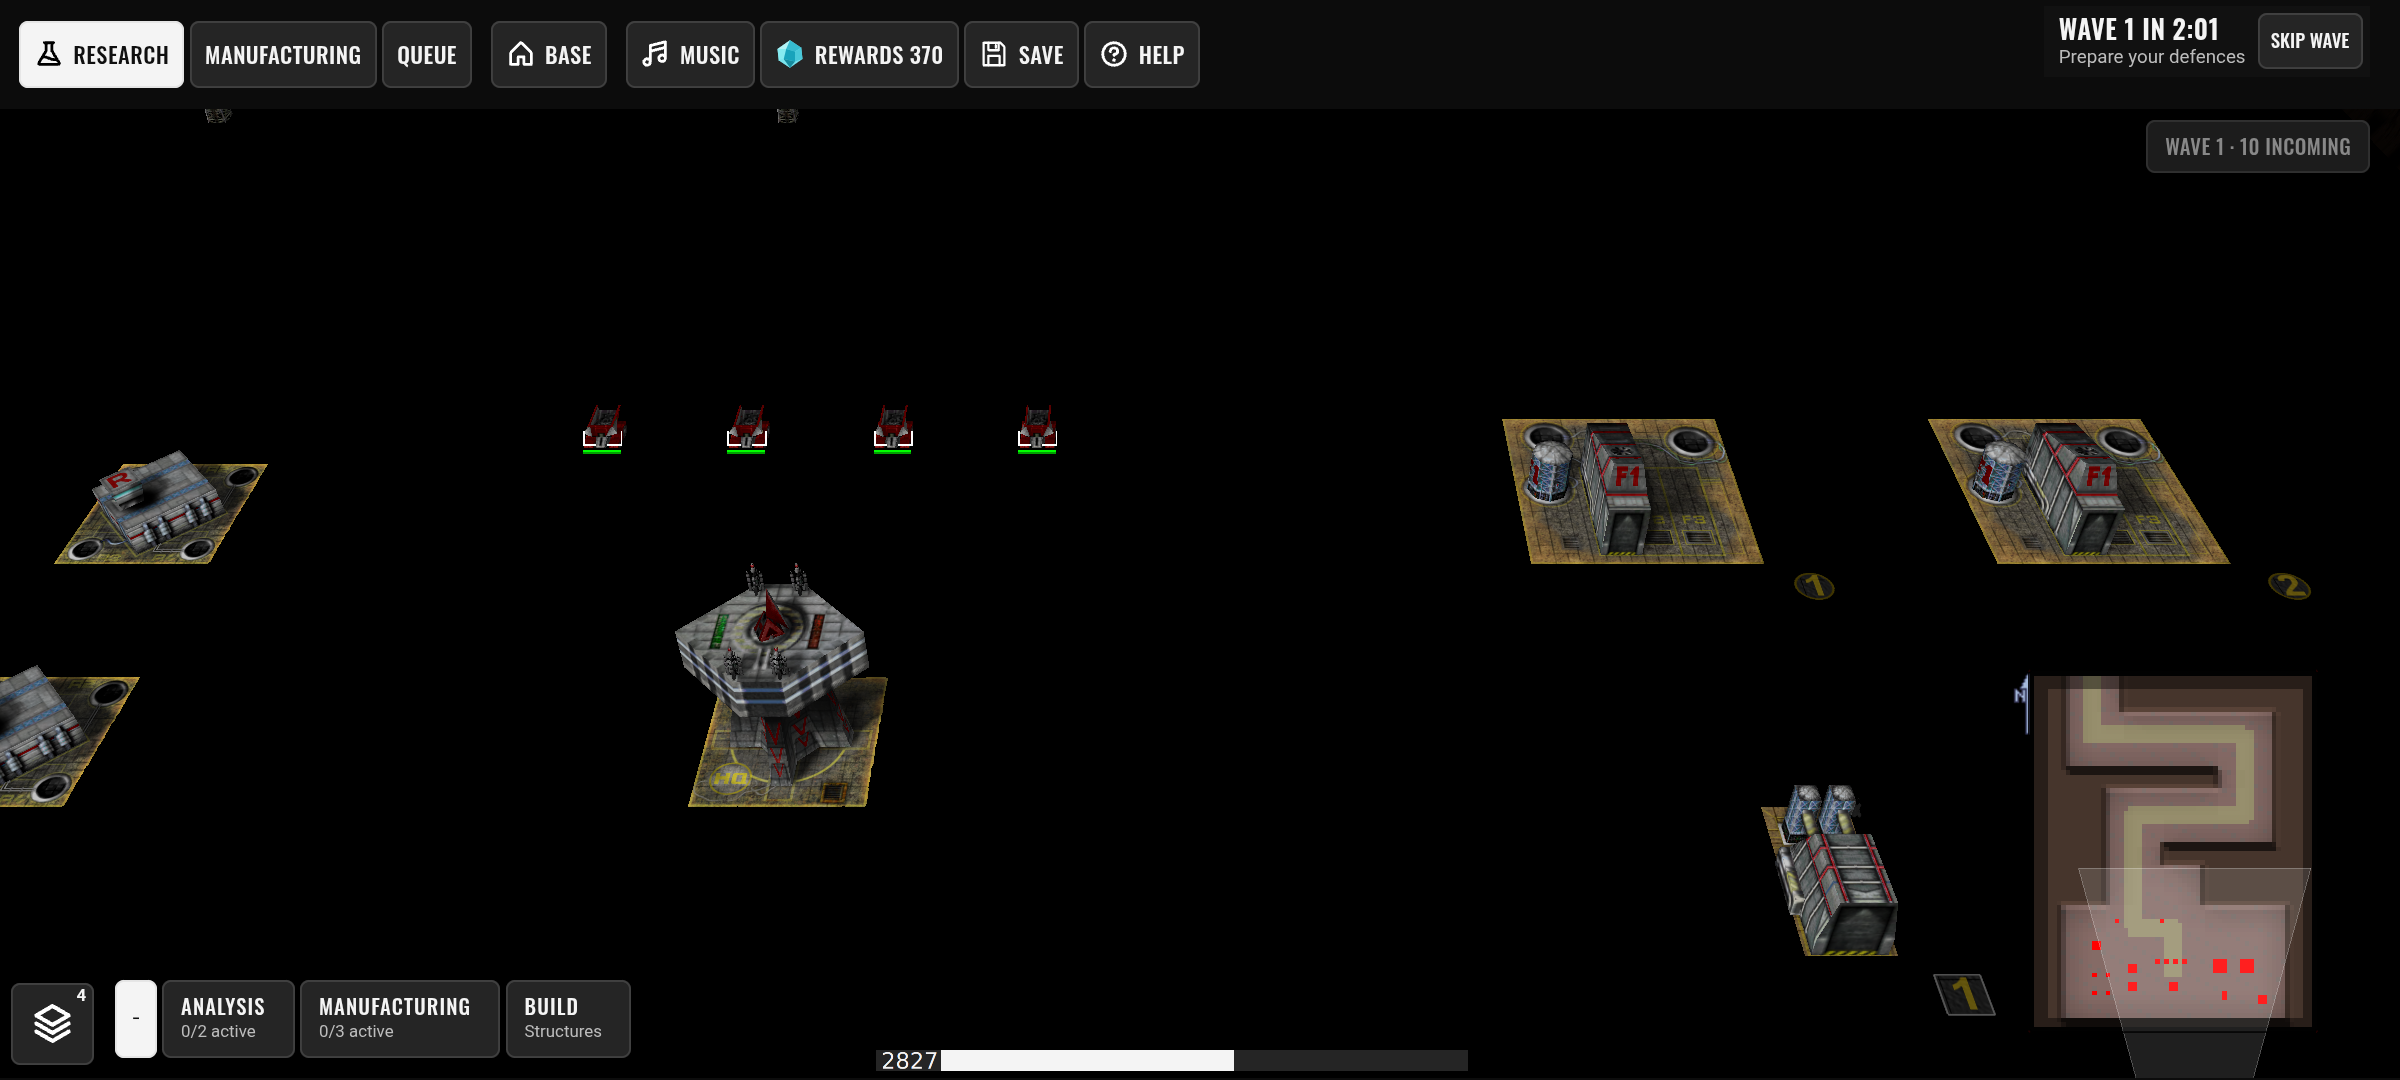 RESEARCH
MANUFACTURING
QUEUE
BASE
MUSIC
REWARDS 370
SAVE
HELP
WAVE 1 IN 2:01
Prepare your defences
SKIP WAVE
WAVE 1 · 10 INCOMING
R
F1
F3
F1
F3
1
2
HQ
N
1
4
-
ANALYSIS
0/2 active
MANUFACTURING
0/3 active
BUILD
Structures
2827